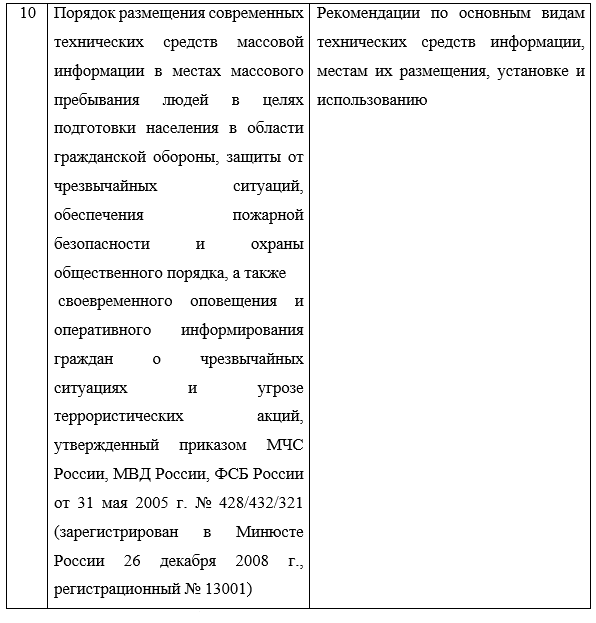 10
Порядок размещения современных
технических средств массовой
информации в местах массового
пребывания людей в целях
подготовки населения в области
гражданской обороны, защиты от
чрезвычайных ситуаций,
обеспечения пожарной
безопасности и охраны
общественного порядка, а также
своевременного оповещения и
оперативного информирования
граждан о чрезвычайных
ситуациях и угрозе
террористических акций,
утвержденный приказом МЧС
России, МВД России, ФСБ России
от 31 мая 2005 г. № 428/432/321
(зарегистрирован в Минюсте
России 26 декабря 2008 г.,
регистрационный № 13001)
Рекомендации по основным видам
технических средств информации,
местам их размещения, установке и
использованию